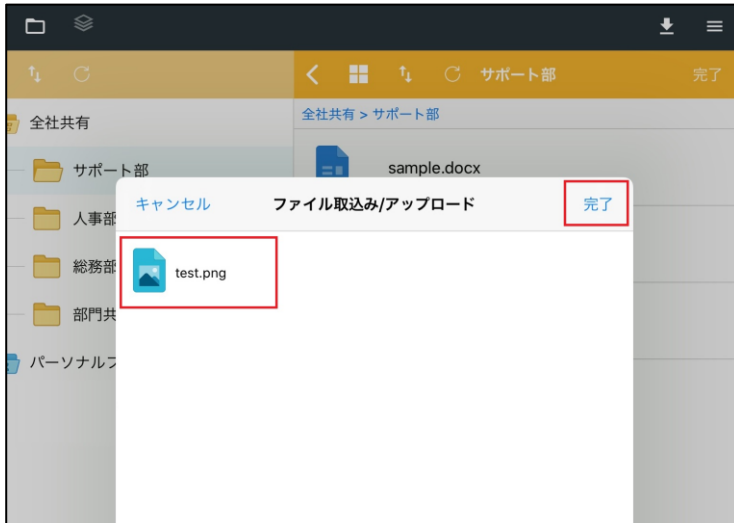 サポート部
完了
全社共有
全社共有 > サポート部
サポート部
sample.docx
人事部
総務部
部門共
パーソナルフ
キャンセル
ファイル取込み/アップロード
完了
test.png